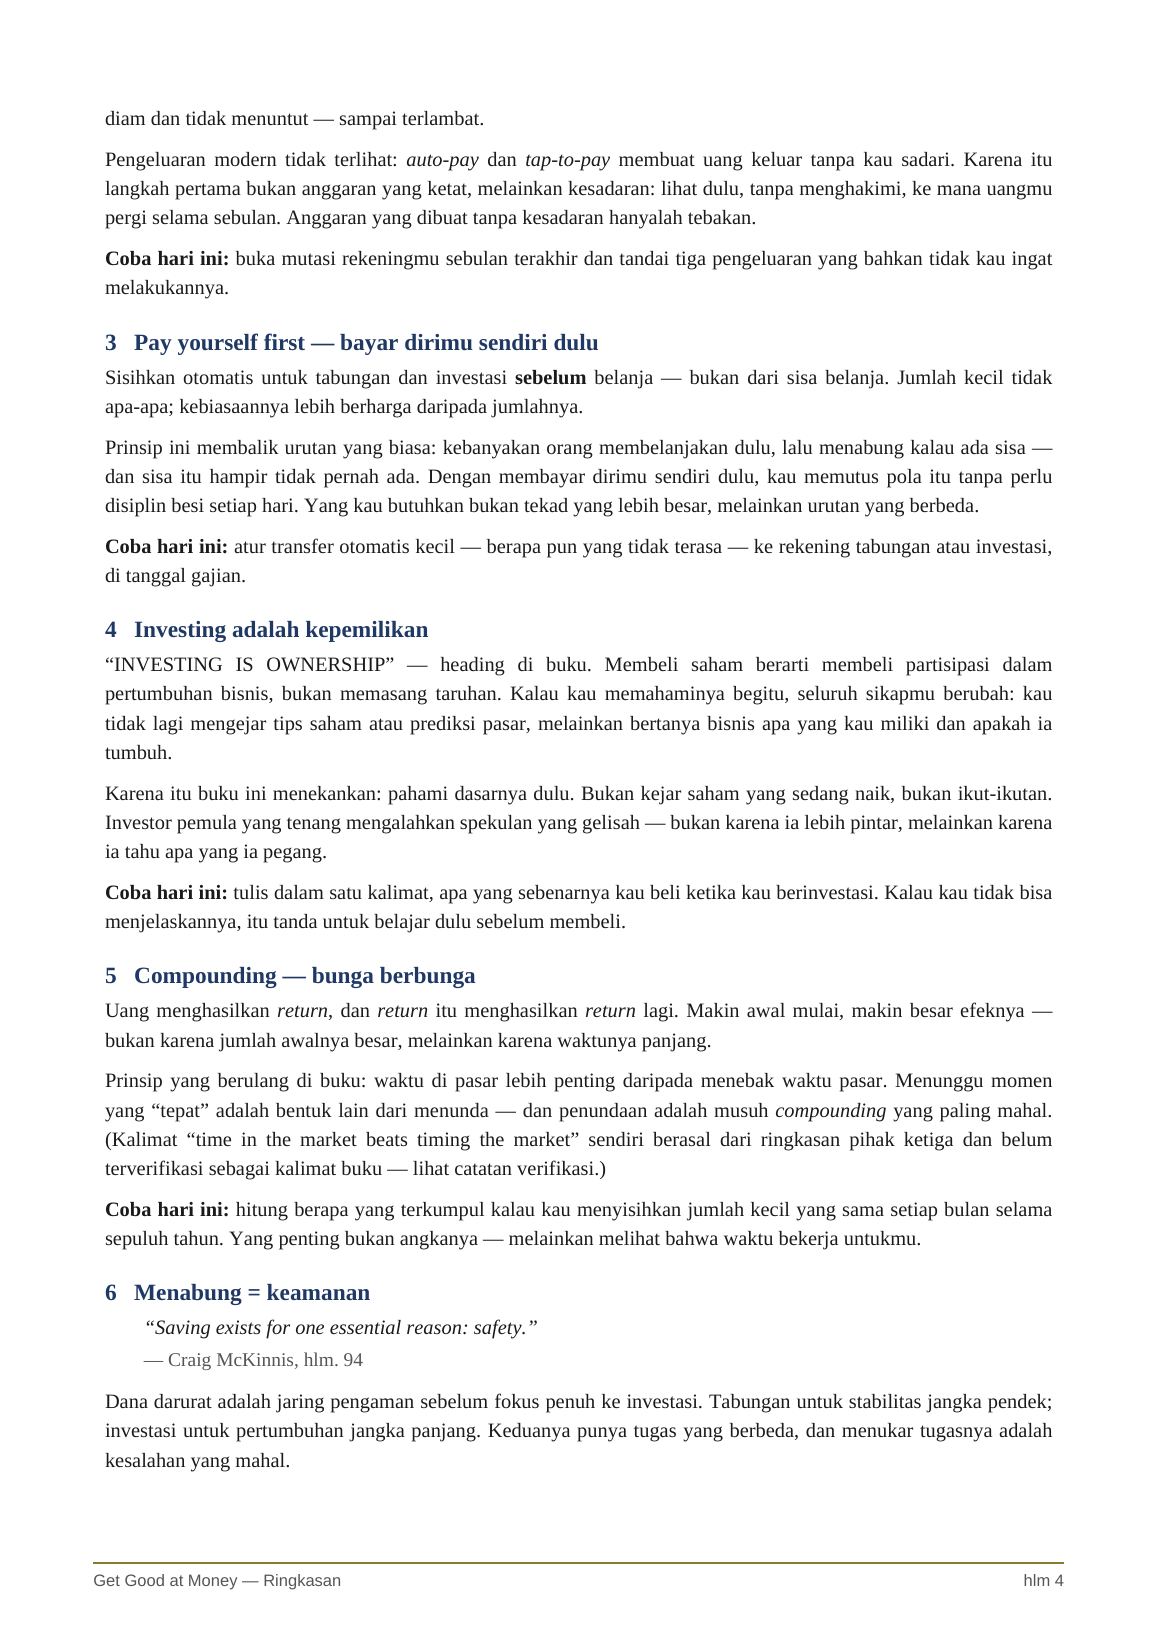 diam dan tidak menuntut — sampai terlambat.
Pengeluaran modern tidak terlihat: auto-pay dan tap-to-pay membuat uang keluar tanpa kau sadari. Karena itu
langkah pertama bukan anggaran yang ketat, melainkan kesadaran: lihat dulu, tanpa menghakimi, ke mana uangmu
pergi selama sebulan. Anggaran yang dibuat tanpa kesadaran hanyalah tebakan.
Coba hari ini: buka mutasi rekeningmu sebulan terakhir dan tandai tiga pengeluaran yang bahkan tidak kau ingat
melakukannya.
3 Pay yourself first — bayar dirimu sendiri dulu
Sisihkan otomatis untuk tabungan dan investasi sebelum belanja — bukan dari sisa belanja. Jumlah kecil tidak
apa-apa; kebiasaannya lebih berharga daripada jumlahnya.
Prinsip ini membalik urutan yang biasa: kebanyakan orang membelanjakan dulu, lalu menabung kalau ada sisa —
dan sisa itu hampir tidak pernah ada. Dengan membayar dirimu sendiri dulu, kau memutus pola itu tanpa perlu
disiplin besi setiap hari. Yang kau butuhkan bukan tekad yang lebih besar, melainkan urutan yang berbeda.
Coba hari ini: atur transfer otomatis kecil — berapa pun yang tidak terasa — ke rekening tabungan atau investasi,
di tanggal gajian.
4 Investing adalah kepemilikan
“INVESTING IS OWNERSHIP” — heading di buku. Membeli saham berarti membeli partisipasi dalam
pertumbuhan bisnis, bukan memasang taruhan. Kalau kau memahaminya begitu, seluruh sikapmu berubah: kau
tidak lagi mengejar tips saham atau prediksi pasar, melainkan bertanya bisnis apa yang kau miliki dan apakah ia
tumbuh.
Karena itu buku ini menekankan: pahami dasarnya dulu. Bukan kejar saham yang sedang naik, bukan ikut-ikutan.
Investor pemula yang tenang mengalahkan spekulan yang gelisah — bukan karena ia lebih pintar, melainkan karena
ia tahu apa yang ia pegang.
Coba hari ini: tulis dalam satu kalimat, apa yang sebenarnya kau beli ketika kau berinvestasi. Kalau kau tidak bisa
menjelaskannya, itu tanda untuk belajar dulu sebelum membeli.
5 Compounding — bunga berbunga
Uang menghasilkan return, dan return itu menghasilkan return lagi. Makin awal mulai, makin besar efeknya —
bukan karena jumlah awalnya besar, melainkan karena waktunya panjang.
Prinsip yang berulang di buku: waktu di pasar lebih penting daripada menebak waktu pasar. Menunggu momen
yang “tepat” adalah bentuk lain dari menunda — dan penundaan adalah musuh compounding yang paling mahal.
(Kalimat “time in the market beats timing the market” sendiri berasal dari ringkasan pihak ketiga dan belum
terverifikasi sebagai kalimat buku — lihat catatan verifikasi.)
Coba hari ini: hitung berapa yang terkumpul kalau kau menyisihkan jumlah kecil yang sama setiap bulan selama
sepuluh tahun. Yang penting bukan angkanya — melainkan melihat bahwa waktu bekerja untukmu.
6 Menabung = keamanan
“Saving exists for one essential reason: safety.”
— Craig McKinnis, hlm. 94
Dana darurat adalah jaring pengaman sebelum fokus penuh ke investasi. Tabungan untuk stabilitas jangka pendek;
investasi untuk pertumbuhan jangka panjang. Keduanya punya tugas yang berbeda, dan menukar tugasnya adalah
kesalahan yang mahal.
Get Good at Money — Ringkasan
hlm 4